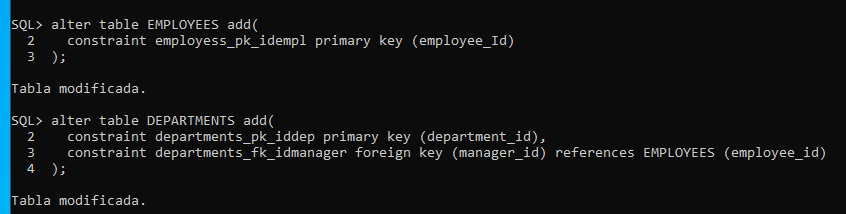 SQL> alter table EMPLOYEES add(
  2    constraint employess_pk_idempl primary key (employee_Id)
  3  );
Tabla modificada.
SQL> alter table DEPARTMENTS add(
  2    constraint departments_pk_iddep primary key (department_id),
  3    constraint departments_fk_idmanager foreign key (manager_id) references EMPLOYEES (employee_id)
  4  );
Tabla modificada.